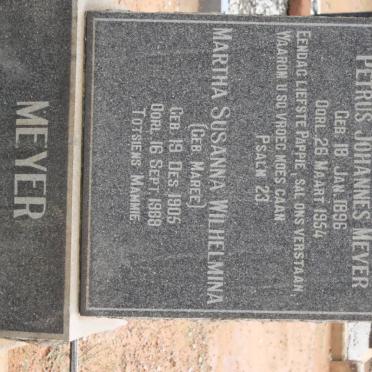 PETRUS JOHANNES MEYER
GEB. 18 JAN. 1896
OORL. 28 MAART 1954
EENDAG LIEFSTE PAPPIE, SAL ONS VERSTAAN,
WAAROM U SO VROEG MOES GAAN
PSALM 23.
MARTHA SUSANNA WILHELMINA
(GEB. MAREE)
GEB. 19 DES. 1905
OORL. 16 SEPT. 1988
TOTSIENS MAMMIE.
MEYER